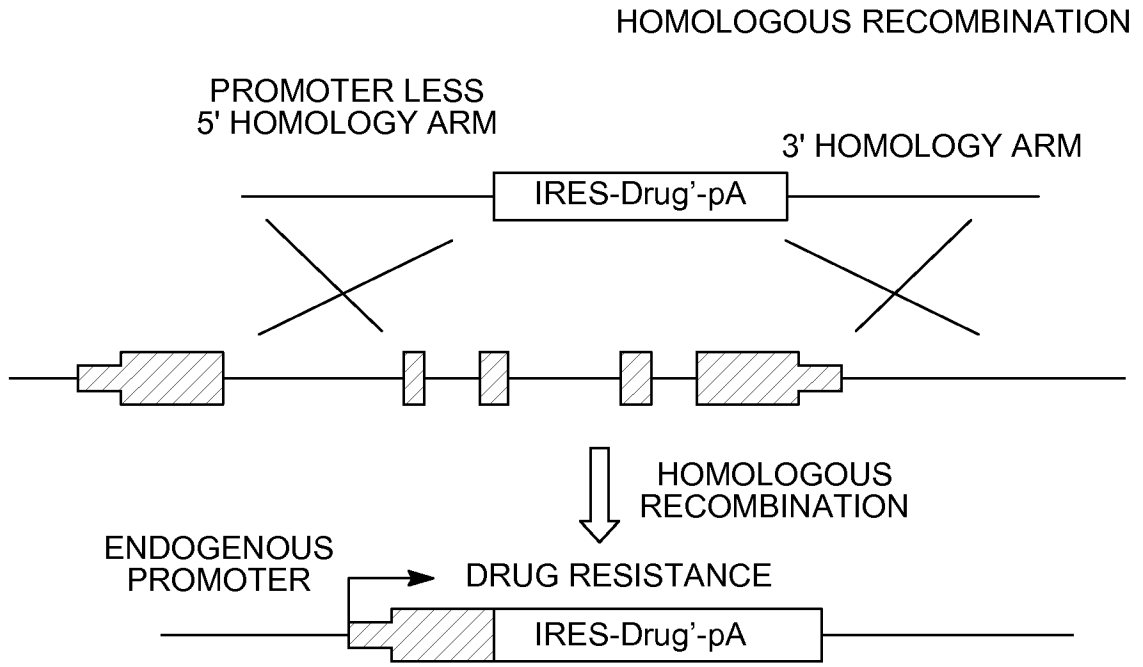 HOMOLOGOUS RECOMBINATION
PROMOTER LESS
5' HOMOLOGY ARM
3' HOMOLOGY ARM
IRES-Drug’-pA
HOMOLOGOUS
RECOMBINATION
ENDOGENOUS
PROMOTER
DRUG RESISTANCE
IRES-Drug’-pA